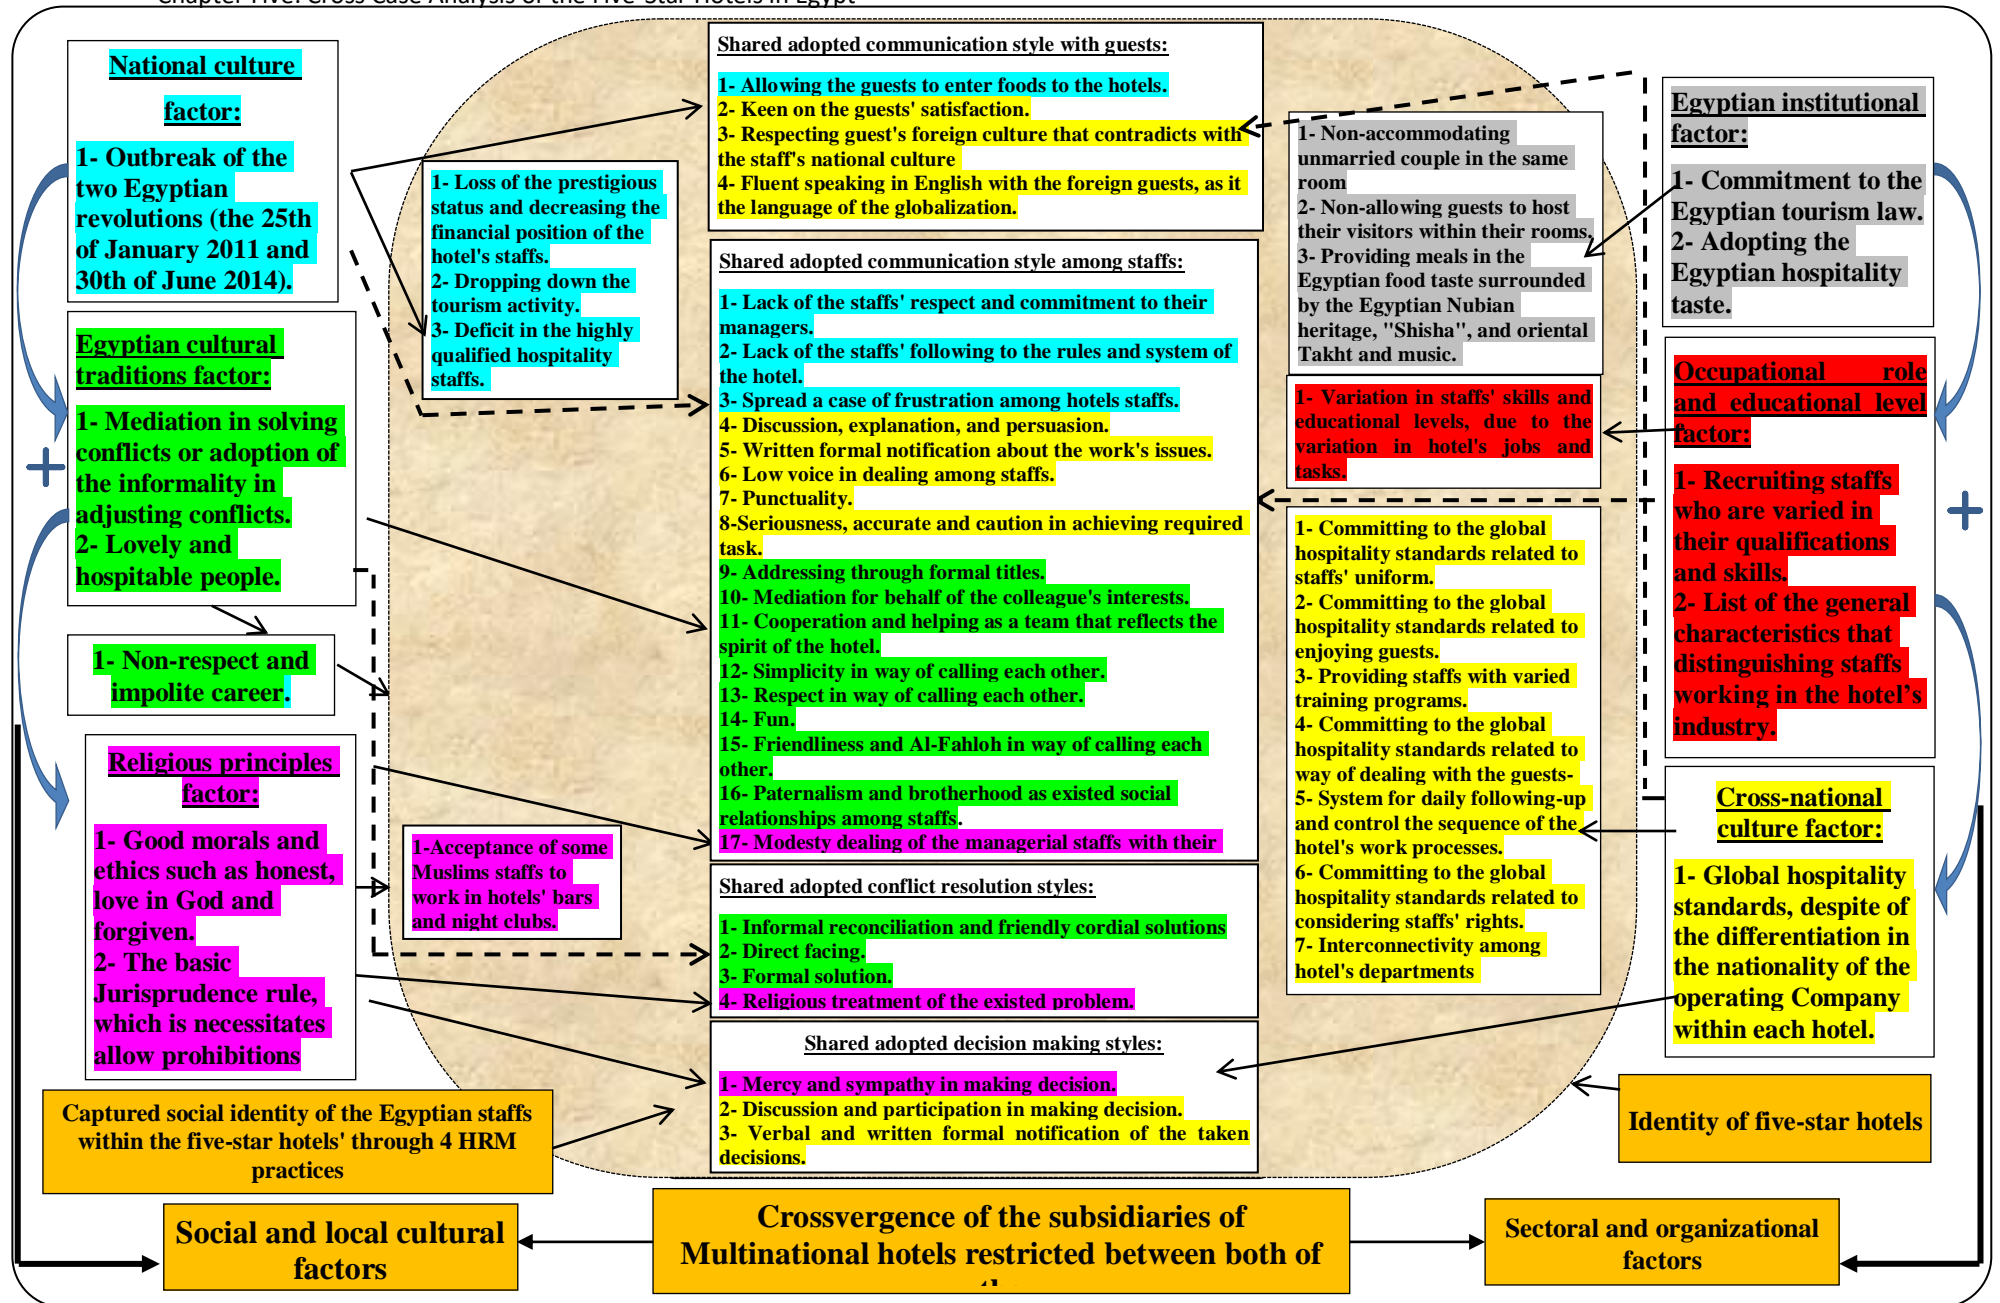 Chapter Five: Cross Case Analysis of the Five-Star Hotels in Egypt
National culture
factor:
1- Outbreak of the
two Egyptian
revolutions (the 25th
of January 2011 and
30th of June 2014).
Egyptian cultural
traditions factor:
1- Mediation in solving
conflicts or adoption of
the informality in
adjusting conflicts.
2- Lovely and
hospitable people.
+
1- Non-respect and
impolite career.
Religious principles
factor:
1- Good morals and
ethics such as honest,
love in God and
forgiven.
2- The basic
Jurisprudence rule,
which is necessitates
allow prohibitions
1- Loss of the prestigious
status and decreasing the
financial position of the
hotel's staffs.
2- Dropping down the
tourism activity.
3- Deficit in the highly
qualified hospitality
staffs.
1-Acceptance of some
Muslims staffs to
work in hotels' bars
and night clubs.
Shared adopted communication style with guests:
1- Allowing the guests to enter foods to the hotels.
2- Keen on the guests' satisfaction.
3- Respecting guest's foreign culture that contradicts with
the staff's national culture
4- Fluent speaking in English with the foreign guests, as it
the language of the globalization.
Shared adopted communication style among staffs:
1- Lack of the staffs' respect and commitment to their
managers.
2- Lack of the staffs' following to the rules and system of
the hotel.
3- Spread a case of frustration among hotels staffs.
4- Discussion, explanation, and persuasion.
5- Written formal notification about the work's issues.
6- Low voice in dealing among staffs.
7- Punctuality.
8-Seriousness, accurate and caution in achieving required
task.
9- Addressing through formal titles.
10- Mediation for behalf of the colleague's interests.
11- Cooperation and helping as a team that reflects the
spirit of the hotel.
12- Simplicity in way of calling each other.
13- Respect in way of calling each other.
14- Fun.
15- Friendliness and Al-Fahloh in way of calling each
other.
16- Paternalism and brotherhood as existed social
relationships among staffs.
17- Modesty dealing of the managerial staffs with their
Shared adopted conflict resolution styles:
1- Informal reconciliation and friendly cordial solutions
2- Direct facing.
3- Formal solution.
4- Religious treatment of the existed problem.
Shared adopted decision making styles:
1- Mercy and sympathy in making decision.
2- Discussion and participation in making decision.
3- Verbal and written formal notification of the taken
decisions.
1- Non-accommodating
unmarried couple in the same
room
2- Non-allowing guests to host
their visitors within their rooms.
3- Providing meals in the
Egyptian food taste surrounded
by the Egyptian Nubian
heritage, "Shisha", and oriental
Takht and music.
1- Variation in staffs' skills and
educational levels, due to the
variation in hotel's jobs and
tasks.
1- Committing to the global
hospitality standards related to
staffs' uniform.
2- Committing to the global
hospitality standards related to
enjoying guests.
3- Providing staffs with varied
training programs.
4- Committing to the global
hospitality standards related to
way of dealing with the guests-
5- System for daily following-up
and control the sequence of the
hotel's work processes.
6- Committing to the global
hospitality standards related to
considering staffs' rights.
7- Interconnectivity among
hotel's departments
Egyptian institutional
factor:
1- Commitment to the
Egyptian tourism law.
2- Adopting the
Egyptian hospitality
taste.
Occupational role
and educational level
factor:
1- Recruiting staffs
who are varied in
their qualifications
and skills.
2- List of the general
characteristics that
distinguishing staffs
working in the hotel’s
industry.
+
Cross-national
culture factor:
1- Global hospitality
standards, despite of
the differentiation in
the nationality of the
operating Company
within each hotel.
Captured social identity of the Egyptian staffs
within the five-star hotels' through 4 HRM
practices
Identity of five-star hotels
Social and local cultural
factors
Crossvergence of the subsidiaries of
Multinational hotels restricted between both of
Sectoral and organizational
factors